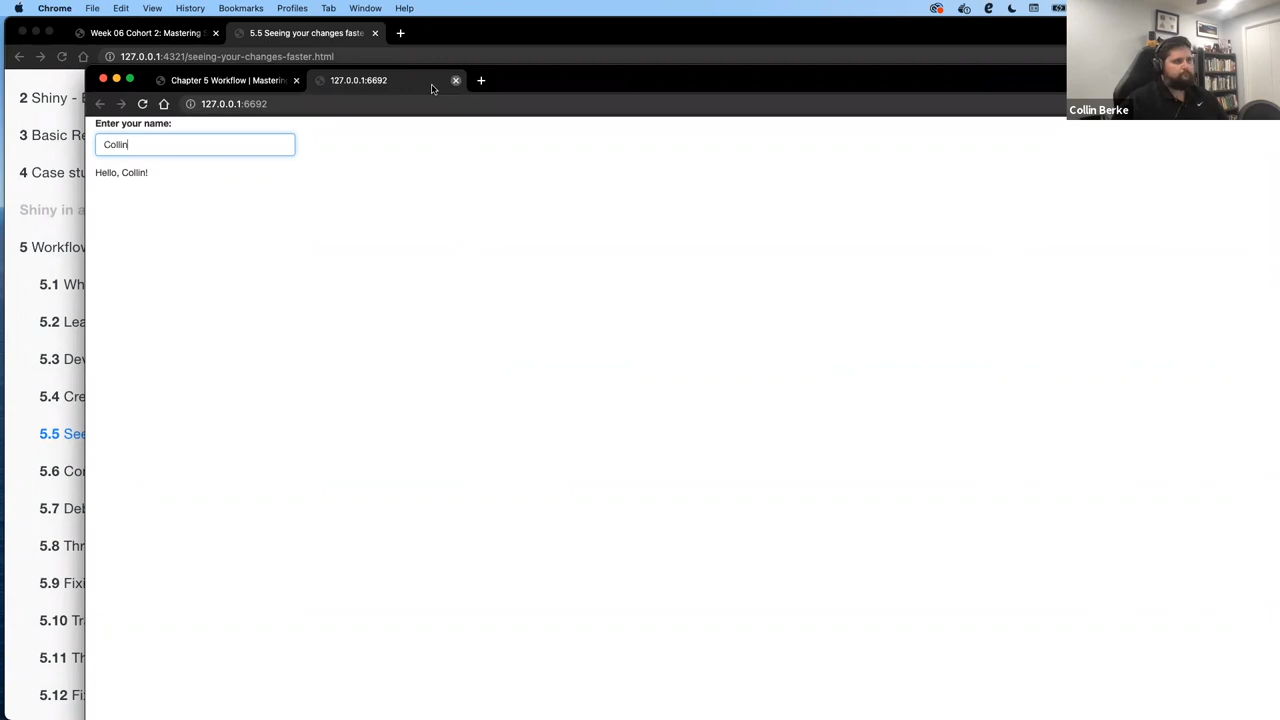 Chrome File Edit View History Bookmarks Profiles Tab Window Help
Week 06 Cohort 2: Mastering S
5.5 Seeing your changes faste
127.0.0.1:4321/seeing-your-changes-faster.html
Chapter 5 Workflow | Masterin
127.0.0.1:6692
127.0.0.1:6692
Collin Berke
Enter your name:
Collin
Hello, Collin!
2 Shiny - E
3 Basic Re
4 Case stu
Shiny in a
5 Workflow
5.1 Wh
5.2 Lea
5.3 Dev
5.4 Cre
5.5 See
5.6 Con
5.7 Deb
5.8 Thr
5.9 Fixi
5.10 Tra
5.11 Th
5.12 Fi